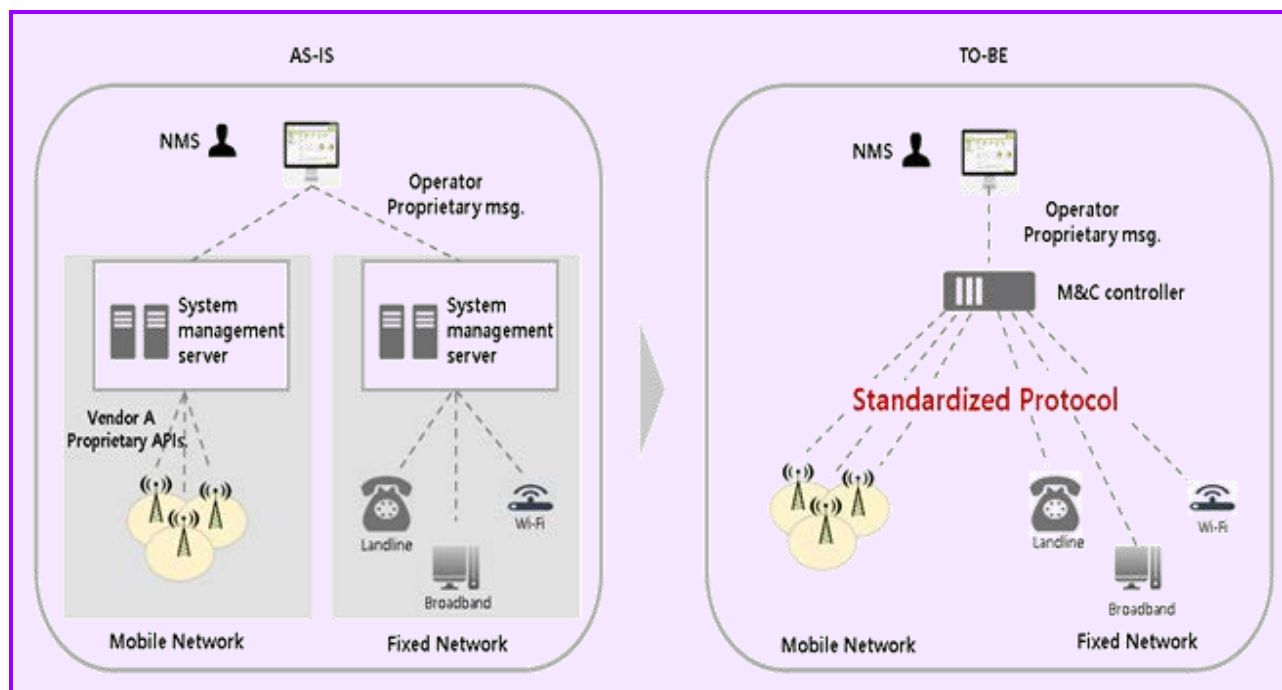 AS-IS
NMS
Operator
Proprietary msg.
System
management
server
System
management
server
Vendor A
Proprietary APIs
Landline
Broadband
Wi-Fi
Mobile Network
Fixed Network
TO-BE
NMS
Operator
Proprietary msg.
M&C controller
Standardized Protocol
Landline
Broadband
Wi-Fi
Mobile Network
Fixed Network